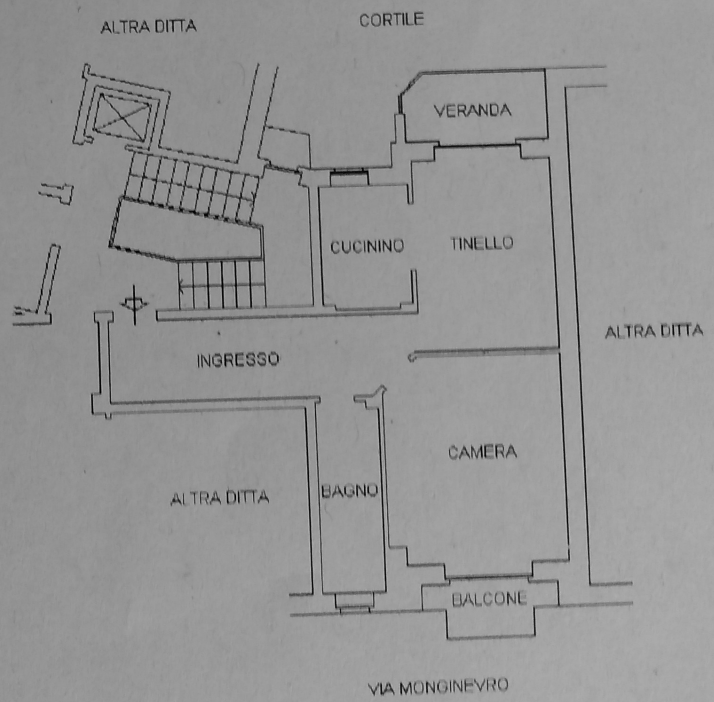 ALTRA DITTA
CORTILE
VERANDA
CUCININO
TINELLO
ALTRA DITTA
INGRESSO
CAMERA
ALTRA DITTA
BAGNO
BALCONE
VIA MONGINEVRO